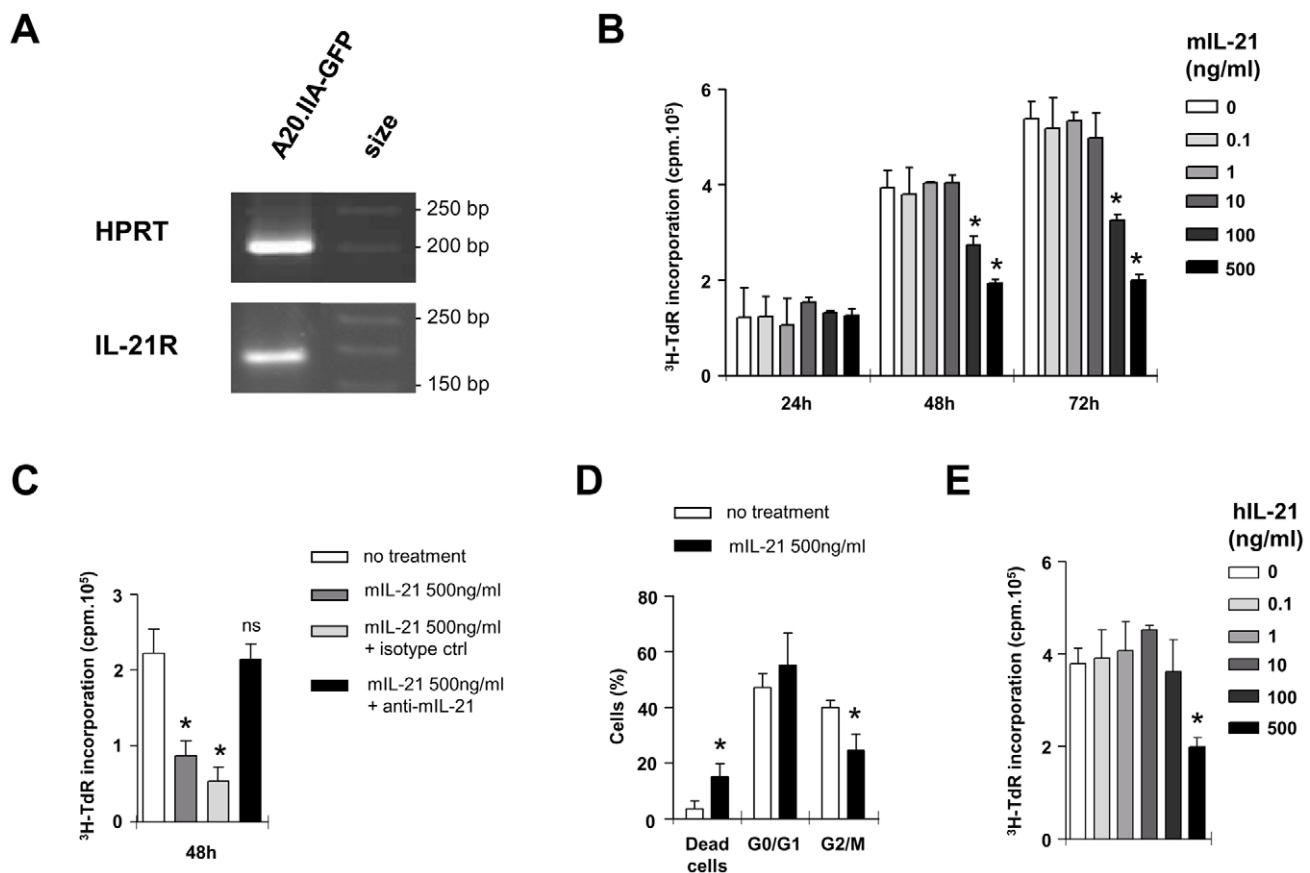 A
A20.IIA-GFP
size
HPRT
250 bp
200 bp
IL-21R
250 bp
150 bp
B
mIL-21
(ng/ml)
0
0.1
1
10
100
500
³H-TdR incorporation (cpm.10⁵)
6
4
2
0
*
*
*
*
24h
48h
72h
C
no treatment
mIL-21 500ng/ml
mIL-21 500ng/ml
+ isotype ctrl
mIL-21 500ng/ml
+ anti-mIL-21
³H-TdR incorporation (cpm.10⁵)
3
2
1
0
*
*
ns
48h
D
no treatment
mIL-21 500ng/ml
Cells (%)
80
60
40
20
0
*
*
Dead
cells
G0/G1
G2/M
E
hIL-21
(ng/ml)
0
0.1
1
10
100
500
³H-TdR incorporation (cpm.10⁵)
6
4
2
0
*